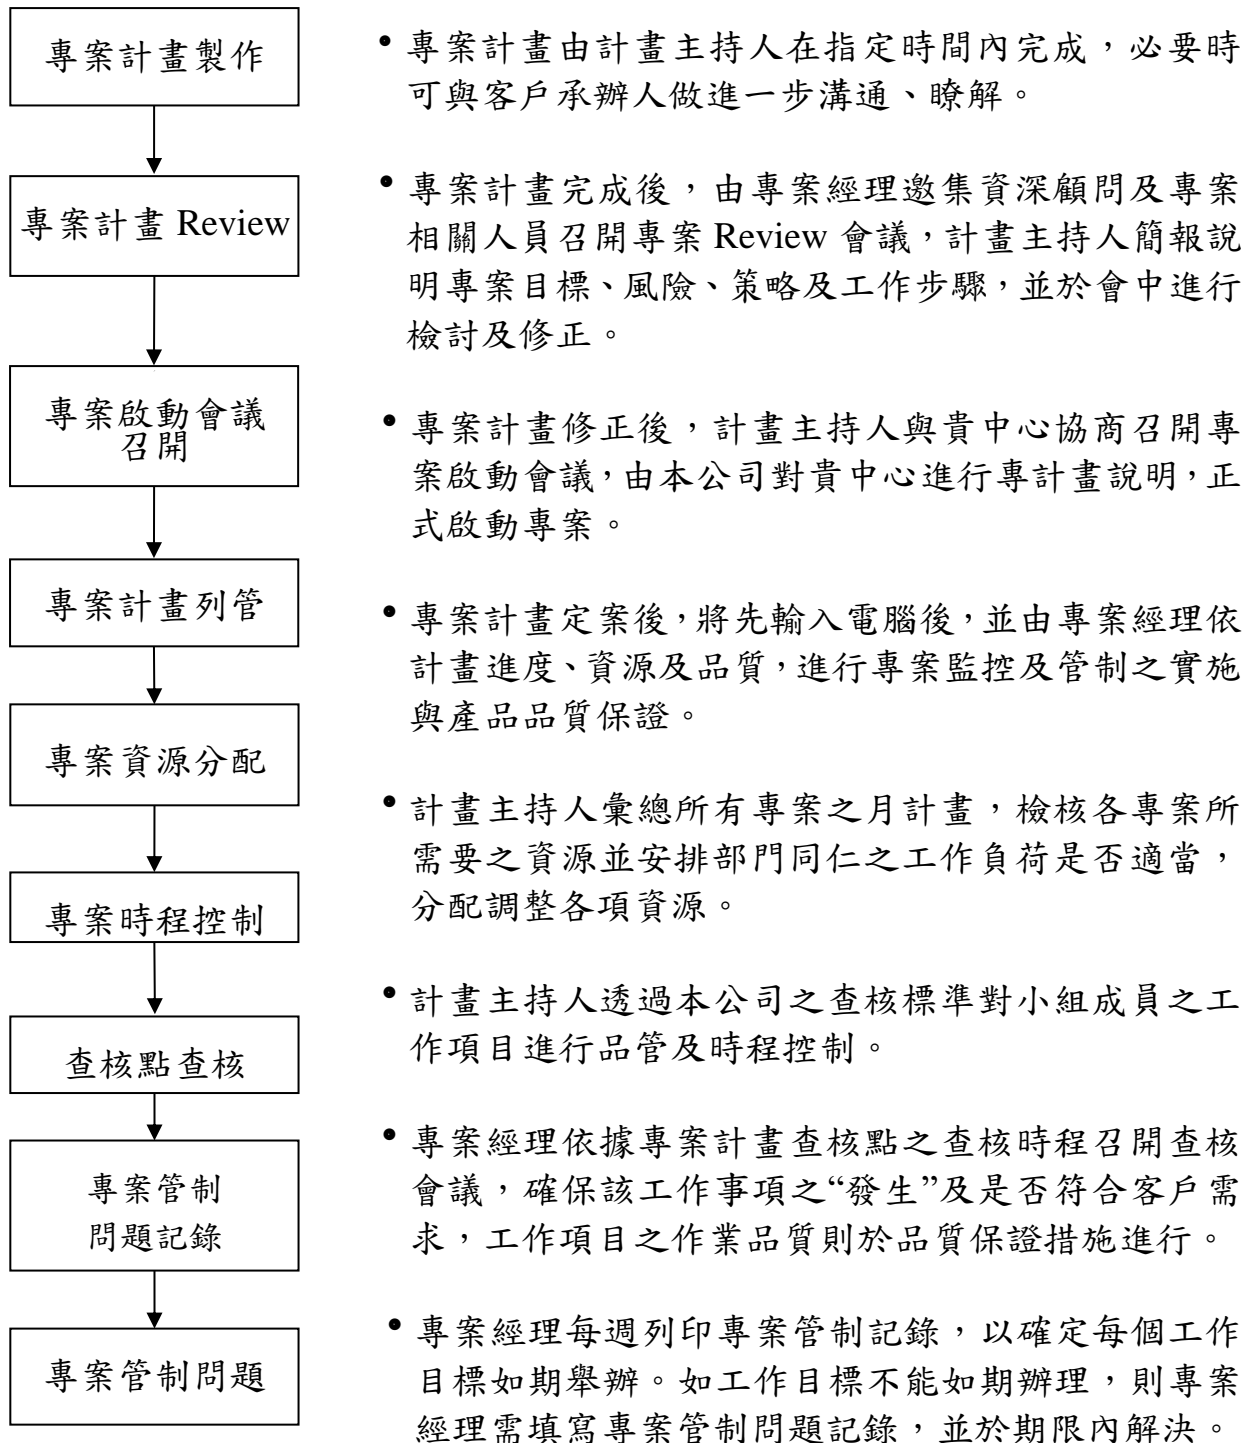 專案計畫製作
• 專案計畫由計畫主持人在指定時間內完成，必要時
可與客戶承辦人做進一步溝通、瞭解。
專案計畫 Review
• 專案計畫完成後，由專案經理邀集資深顧問及專案
相關人員召開專案 Review 會議，計畫主持人簡報說
明專案目標、風險、策略及工作步驟，並於會中進行
檢討及修正。
專案啟動會議
召開
• 專案計畫修正後，計畫主持人與貴中心協商召開專
案啟動會議，由本公司對貴中心進行專計畫說明，正
式啟動專案。
專案計畫列管
• 專案計畫定案後，將先輸入電腦後，並由專案經理依
計畫進度、資源及品質，進行專案監控及管制之實施
與產品品質保證。
專案資源分配
• 計畫主持人彙總所有專案之月計畫，檢核各專案所
需要之資源並安排部門同仁之工作負荷是否適當，
分配調整各項資源。
專案時程控制
• 計畫主持人透過本公司之查核標準對小組成員之工
作項目進行品管及時程控制。
查核點查核
• 專案經理依據專案計畫查核點之查核時程召開查核
會議，確保該工作事項之“發生”及是否符合客戶需
求，工作項目之作業品質則於品質保證措施進行。
專案管制
問題記錄
• 專案經理每週列印專案管制記錄，以確定每個工作
目標如期舉辦。如工作目標不能如期辦理，則專案
經理需填寫專案管制問題記錄，並於期限內解決。
專案管制問題